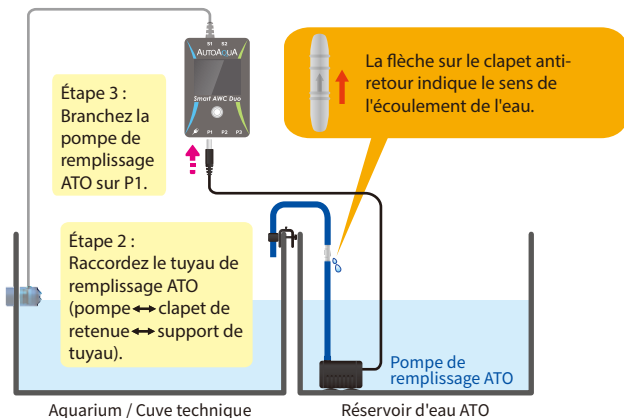 S1 S2
AUTOAQUA
Smart AWC Duo
P1 P2 P3
Étape 3 :
Branchez la
pompe de
remplissage
ATO sur P1.
La flèche sur le clapet anti-
retour indique le sens de
l'écoulement de l'eau.
Étape 2 :
Raccordez le tuyau de
remplissage ATO
(pompe ↔ clapet de
retenue ↔ support de
tuyau).
Pompe de
remplissage ATO
Aquarium / Cuve technique
Réservoir d'eau ATO